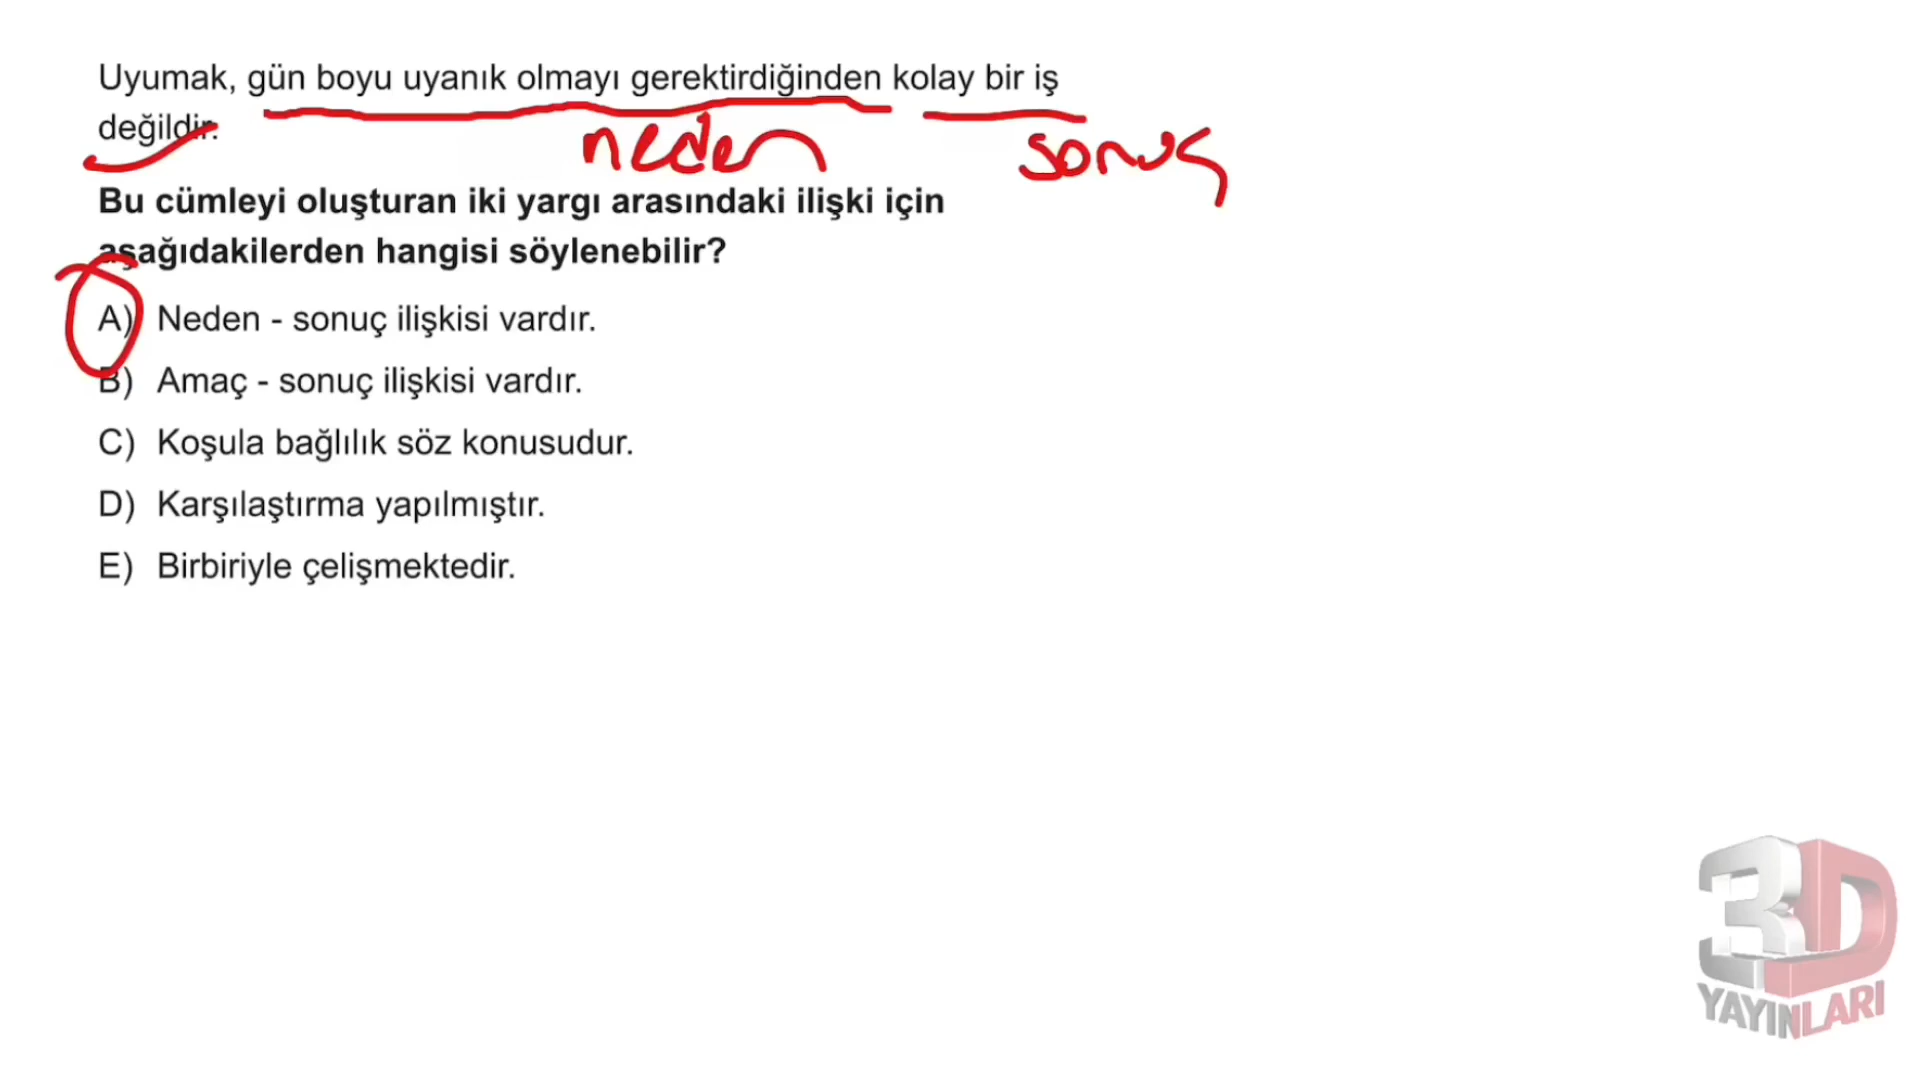 Uyumak, gün boyu uyanık olmayı gerektirdiğinden kolay bir iş
değildir.
neden
sonuç
Bu cümleyi oluşturan iki yargı arasındaki ilişki için
aşağıdakilerden hangisi söylenebilir?
A) Neden - sonuç ilişkisi vardır.
B) Amaç - sonuç ilişkisi vardır.
C) Koşula bağlılık söz konusudur.
D) Karşılaştırma yapılmıştır.
E) Birbiriyle çelişmektedir.
3D
YAYINLARI